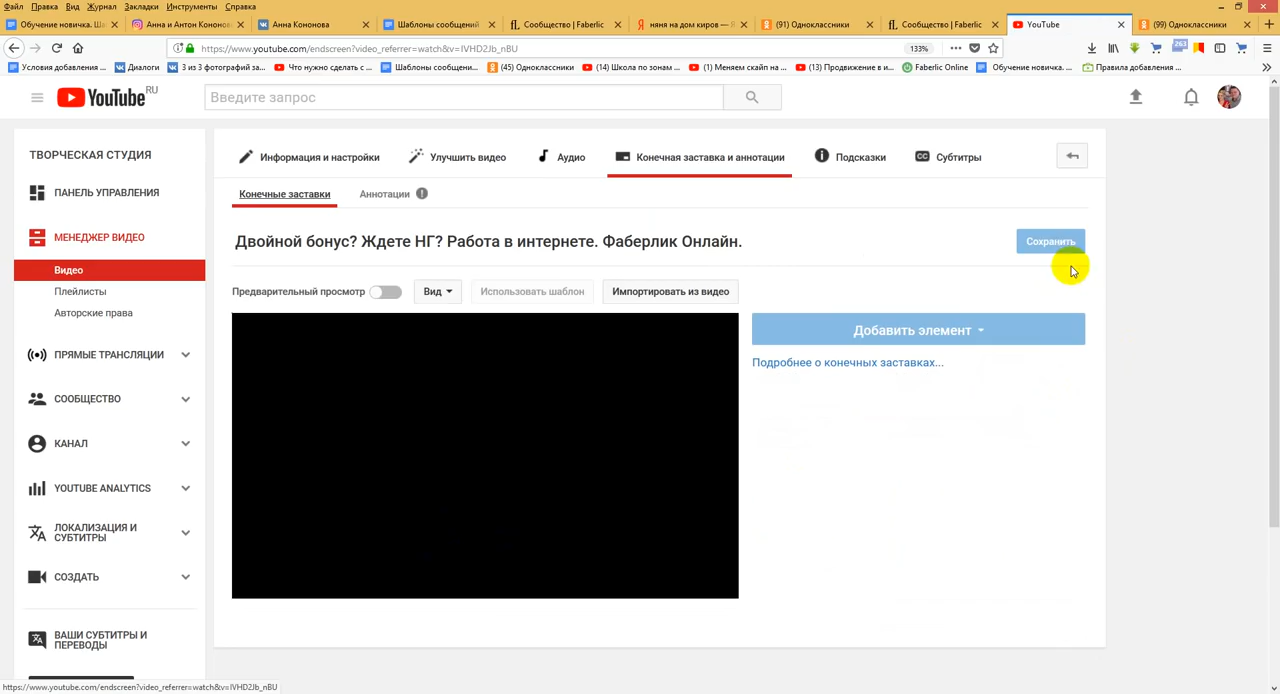 Файл Правка Вид Журнал Закладки Инструменты Справка
Обучение новичка. Ша
Анна и Антон Кононов
Анна Кононова
Шаблоны сообщений
Сообщество | Faberlic
няня на дом киров — Я
(91) Одноклассники
Сообщество | Faberlic
YouTube
(99) Одноклассники
https://www.youtube.com/endscreen?video_referrer=watch&v=IVHD2Jb_nBU
133%
263
Условия добавления ...
Диалоги
3 из 3 фотографий за...
Что нужно сделать с ...
Шаблоны сообщени...
(45) Одноклассники
(14) Школа по зонам ...
(1) Меняем скайп на ...
(13) Продвижение в и...
Faberlic Online
Обучение новичка. ...
Правила добавления ...
YouTube RU
Введите запрос
ТВОРЧЕСКАЯ СТУДИЯ
ПАНЕЛЬ УПРАВЛЕНИЯ
МЕНЕДЖЕР ВИДЕО
Видео
Плейлисты
Авторские права
ПРЯМЫЕ ТРАНСЛЯЦИИ
СООБЩЕСТВО
КАНАЛ
YOUTUBE ANALYTICS
ЛОКАЛИЗАЦИЯ И
СУБТИТРЫ
СОЗДАТЬ
ВАШИ СУБТИТРЫ И
ПЕРЕВОДЫ
Информация и настройки
Улучшить видео
Аудио
Конечная заставка и аннотации
Подсказки
CC Субтитры
Конечные заставки
Аннотации
Двойной бонус? Ждете НГ? Работа в интернете. Фаберлик Онлайн.
Сохранить
Предварительный просмотр
Вид
Использовать шаблон
Импортировать из видео
Добавить элемент
Подробнее о конечных заставках...
https://www.youtube.com/endscreen?video_referrer=watch&v=IVHD2Jb_nBU